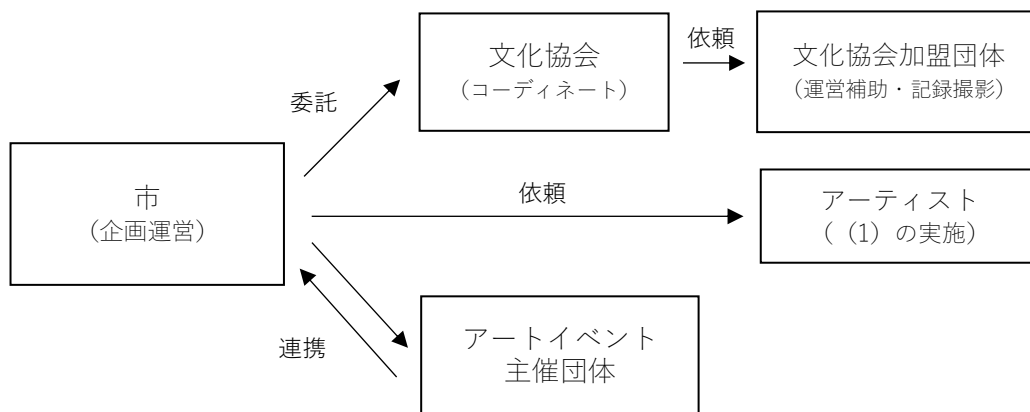 文化協会
（コーディネート）
依頼
文化協会加盟団体
（運営補助・記録撮影）
委託
市
（企画運営）
依頼
アーティスト
（（1）の実施）
連携
アートイベント
主催団体